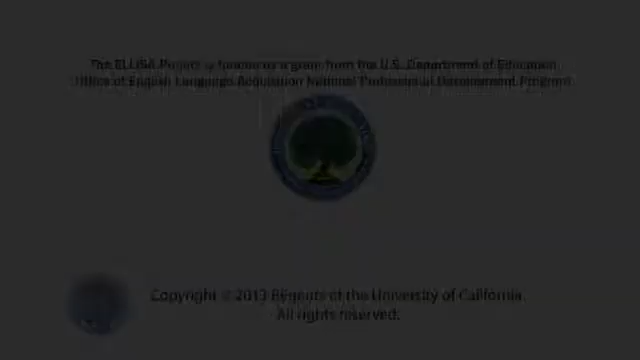 The ELLISA Project is funded by a grant from the U.S. Department of Education
Office of English Language Acquisition National Professional Development Program
Copyright © 2013 Regents of the University of California.
All rights reserved.